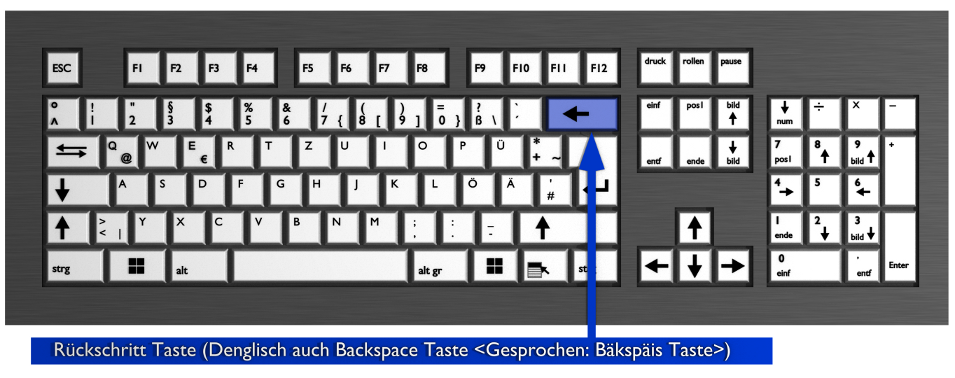 ESC F1 F2 F3 F4 F5 F6 F7 F8 F9 F10 F11 F12 druck rollen pause
° ! " § $ % & / ( ) = ? `
^ 1 2 3 4 5 6 7 { 8 [ 9 ] 0 } ß \ ´
einf pos1 bild num ÷ × −
Q @ W E € R T Z U I O P Ü * + ~
entf ende bild 7 pos1 8 9 bild +
A S D F G H J K L Ö Ä ' #
4 5 6
> < | Y X C V B N M ; , : . _ -
1 ende 2 3 bild
strg alt alt gr strg
0 einf . entf Enter
Rückschritt Taste (Denglisch auch Backspace Taste <Gesprochen: Bäkspäis Taste>)